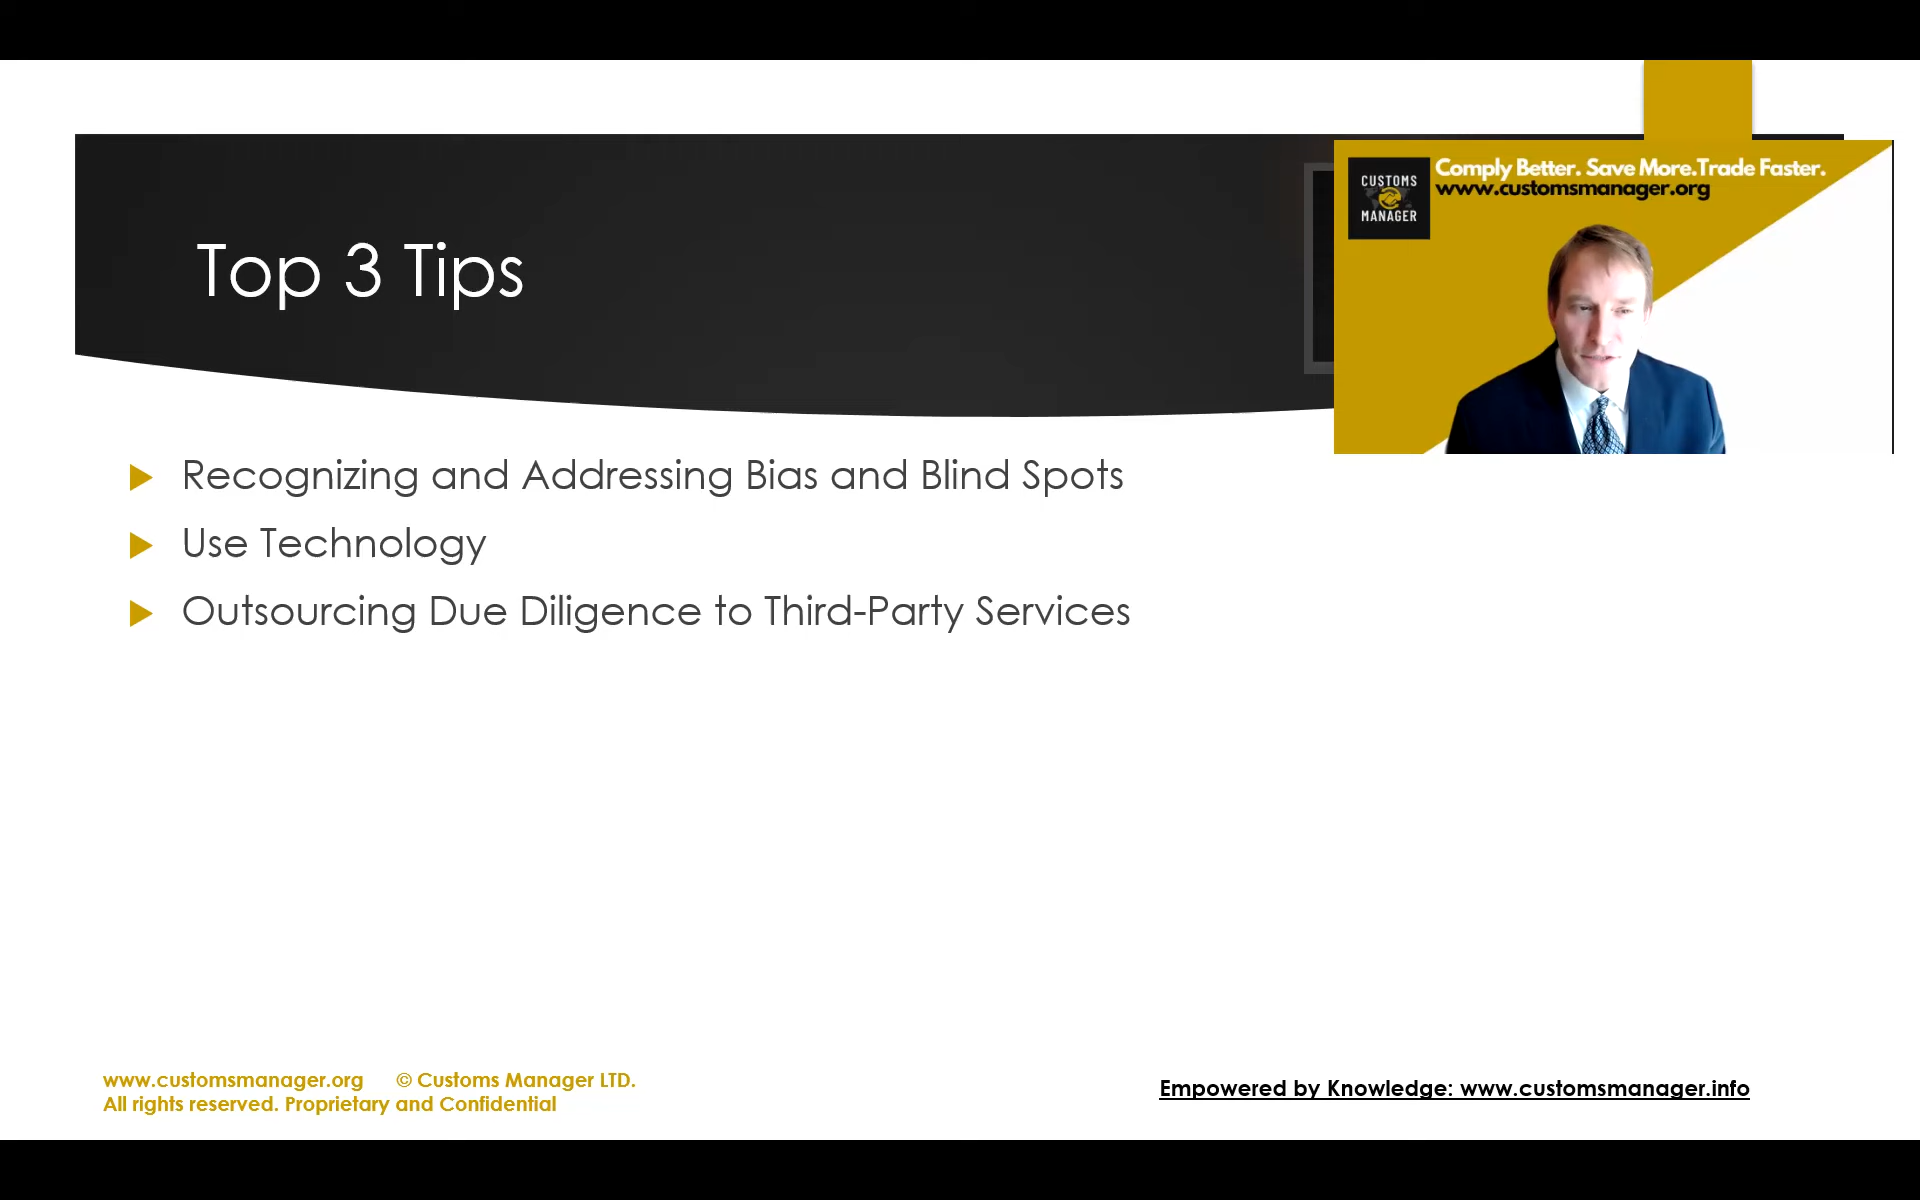 Comply Better. Save More.Trade Faster.
www.customsmanager.org
CUSTOMS
MANAGER
Top 3 Tips
Recognizing and Addressing Bias and Blind Spots
Use Technology
Outsourcing Due Diligence to Third-Party Services
www.customsmanager.org © Customs Manager LTD.
All rights reserved. Proprietary and Confidential
Empowered by Knowledge: www.customsmanager.info